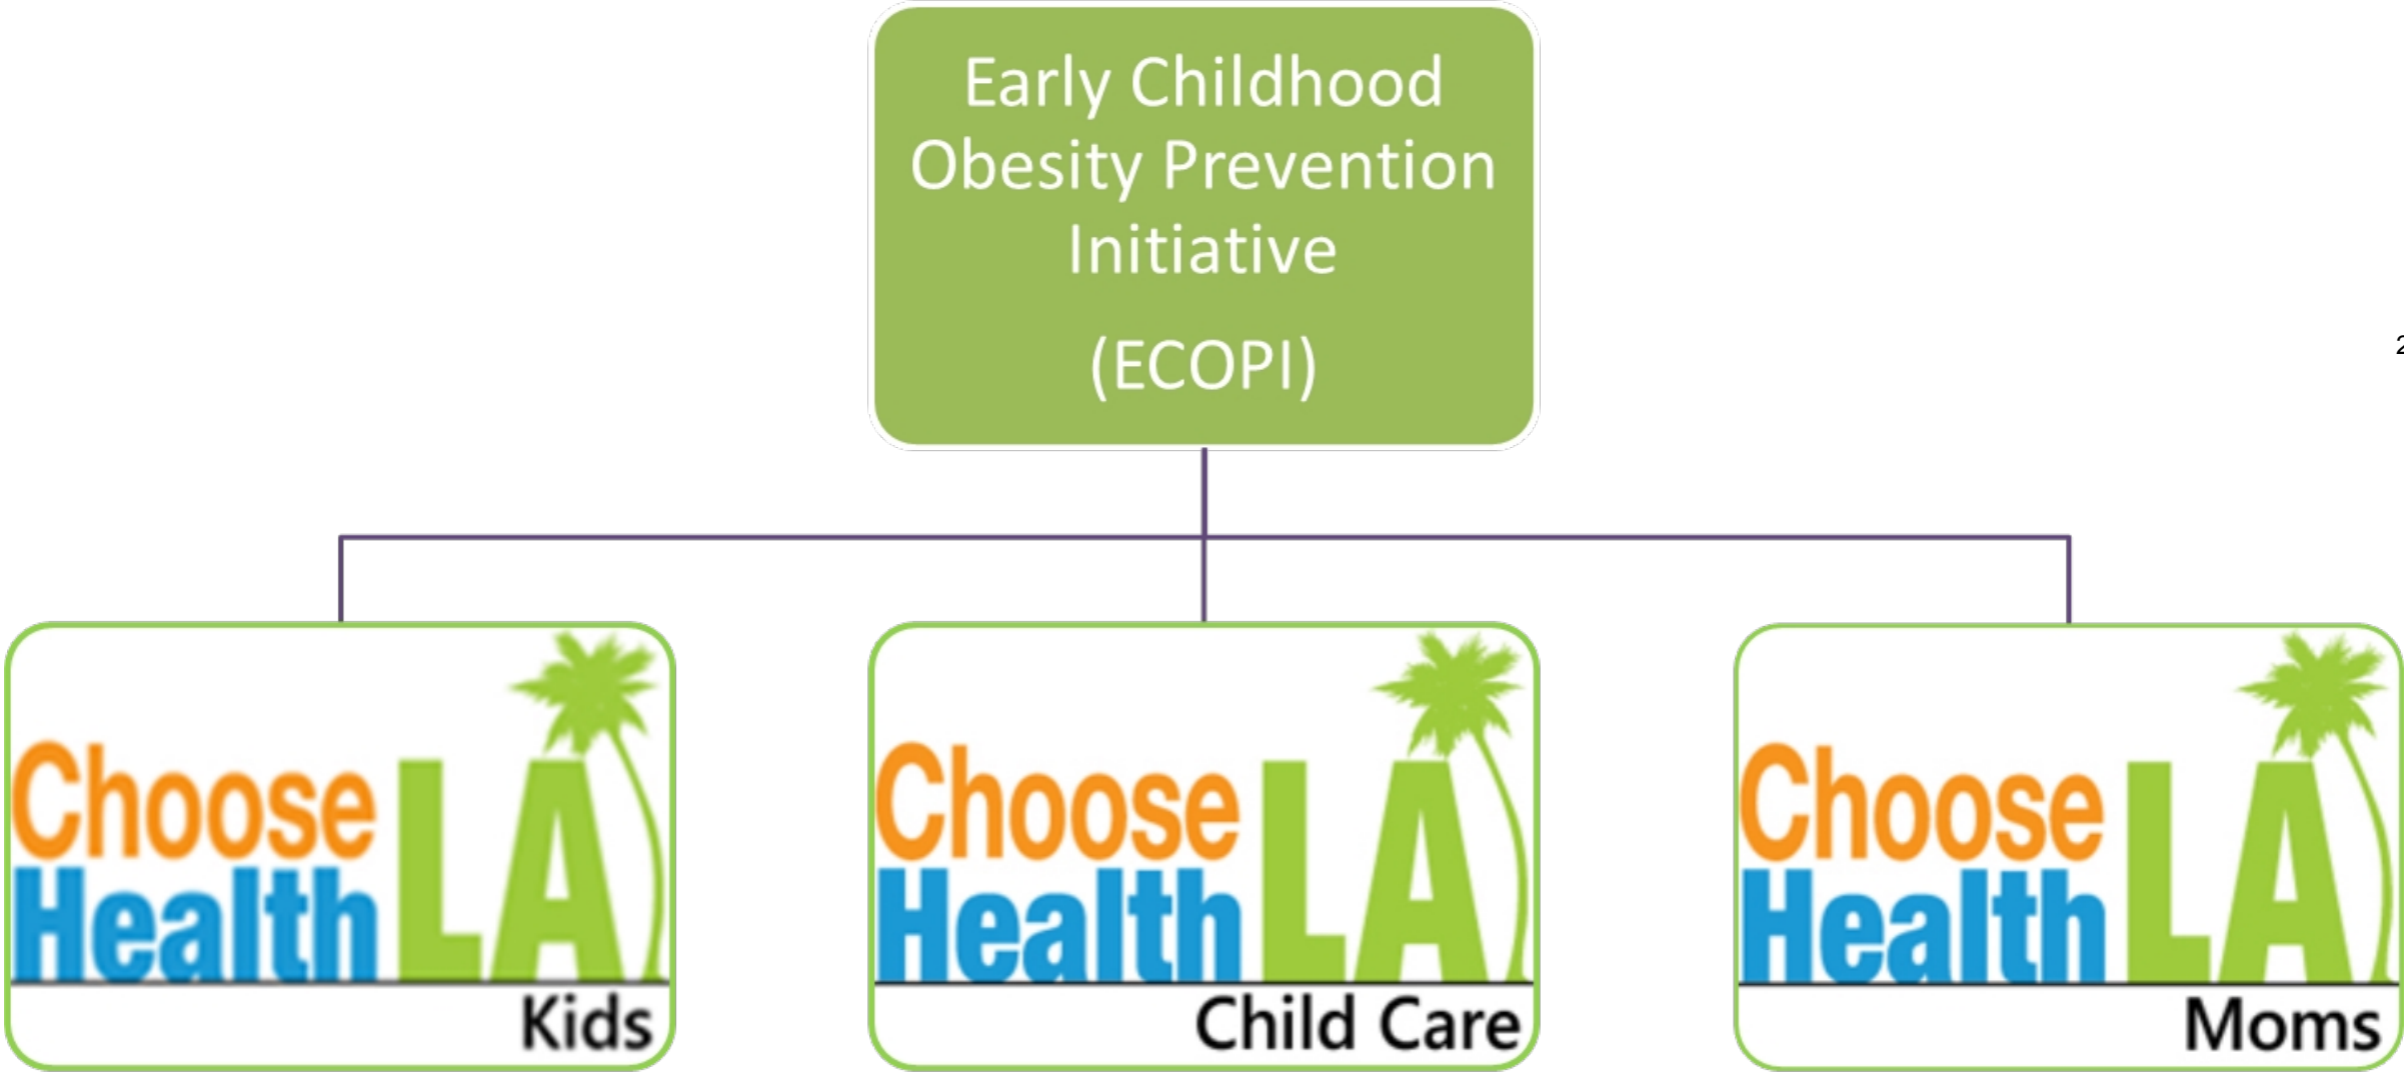 Early Childhood
Obesity Prevention
Initiative
(ECOPI)
2
Choose
Health LA
Kids
Choose
Health LA
Child Care
Choose
Health LA
Moms